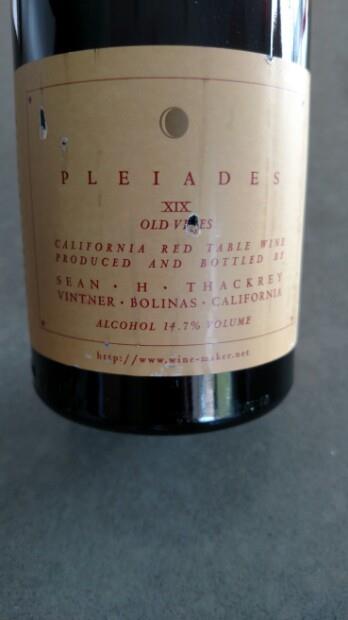 PLEIADES
XIX
OLD VINES
CALIFORNIA RED TABLE WINE
PRODUCED AND BOTTLED BY
SEAN · H · THACKREY
VINTNER · BOLINAS · CALIFORNIA
ALCOHOL 14.7% VOLUME
http://www.wine-maker.net